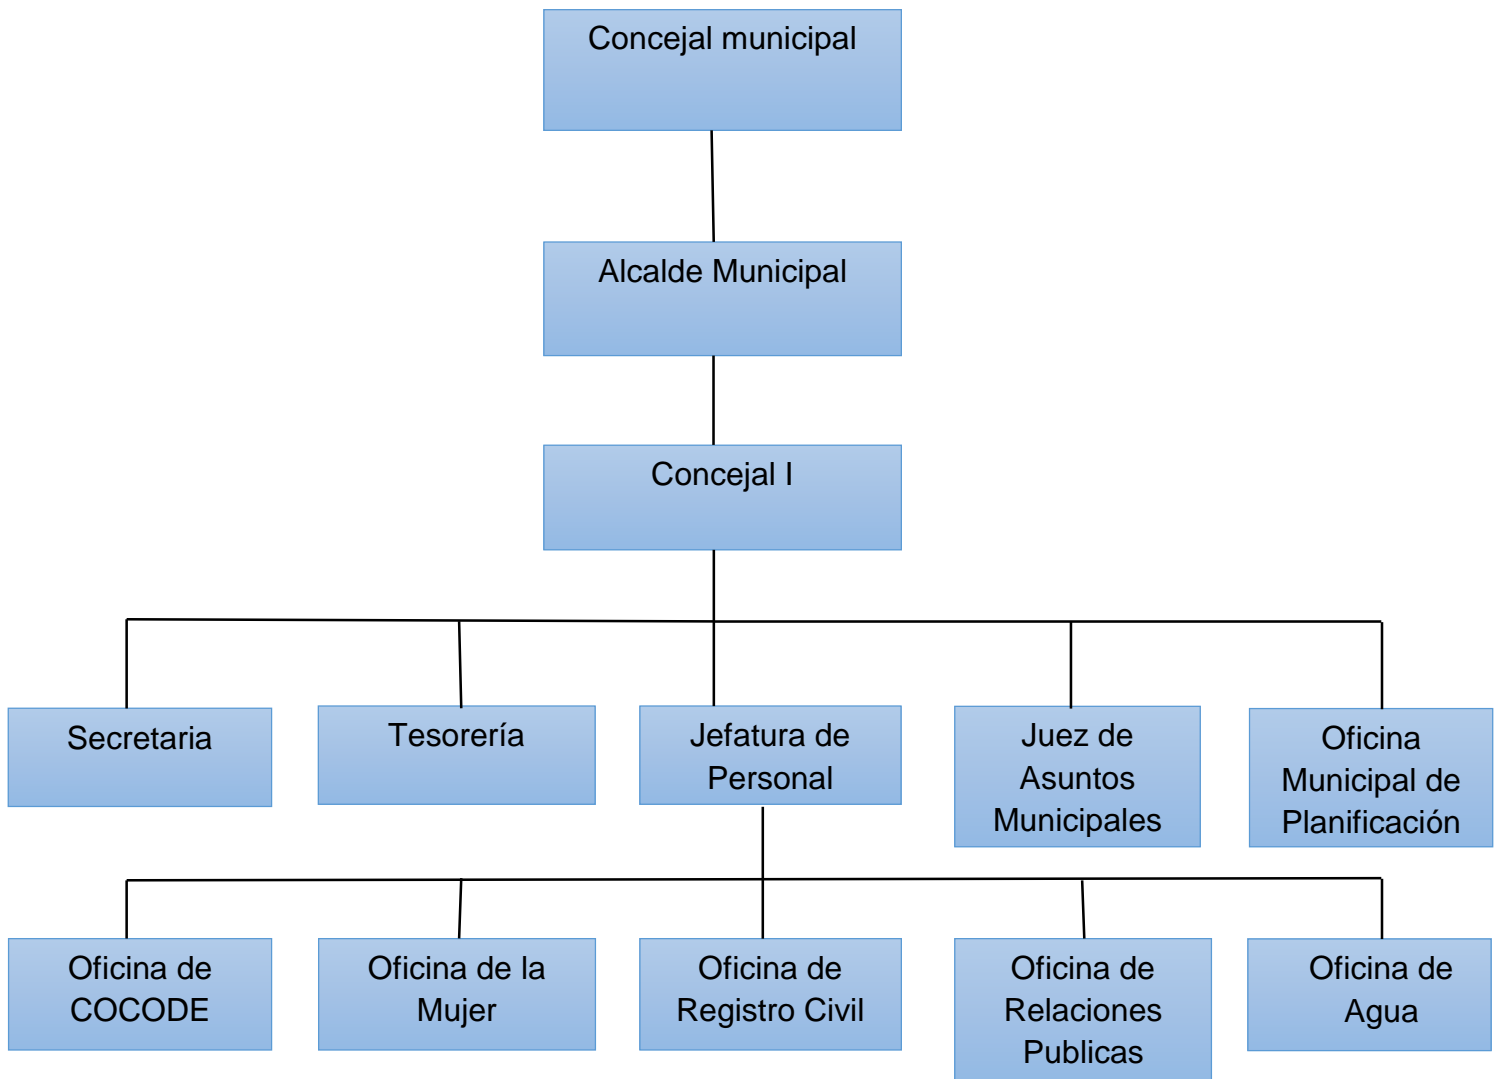 Concejal municipal
Alcalde Municipal
Concejal I
Secretaria
Tesorería
Jefatura de
Personal
Juez de
Asuntos
Municipales
Oficina
Municipal de
Planificación
Oficina de
COCODE
Oficina de la
Mujer
Oficina de
Registro Civil
Oficina de
Relaciones
Publicas
Oficina de
Agua